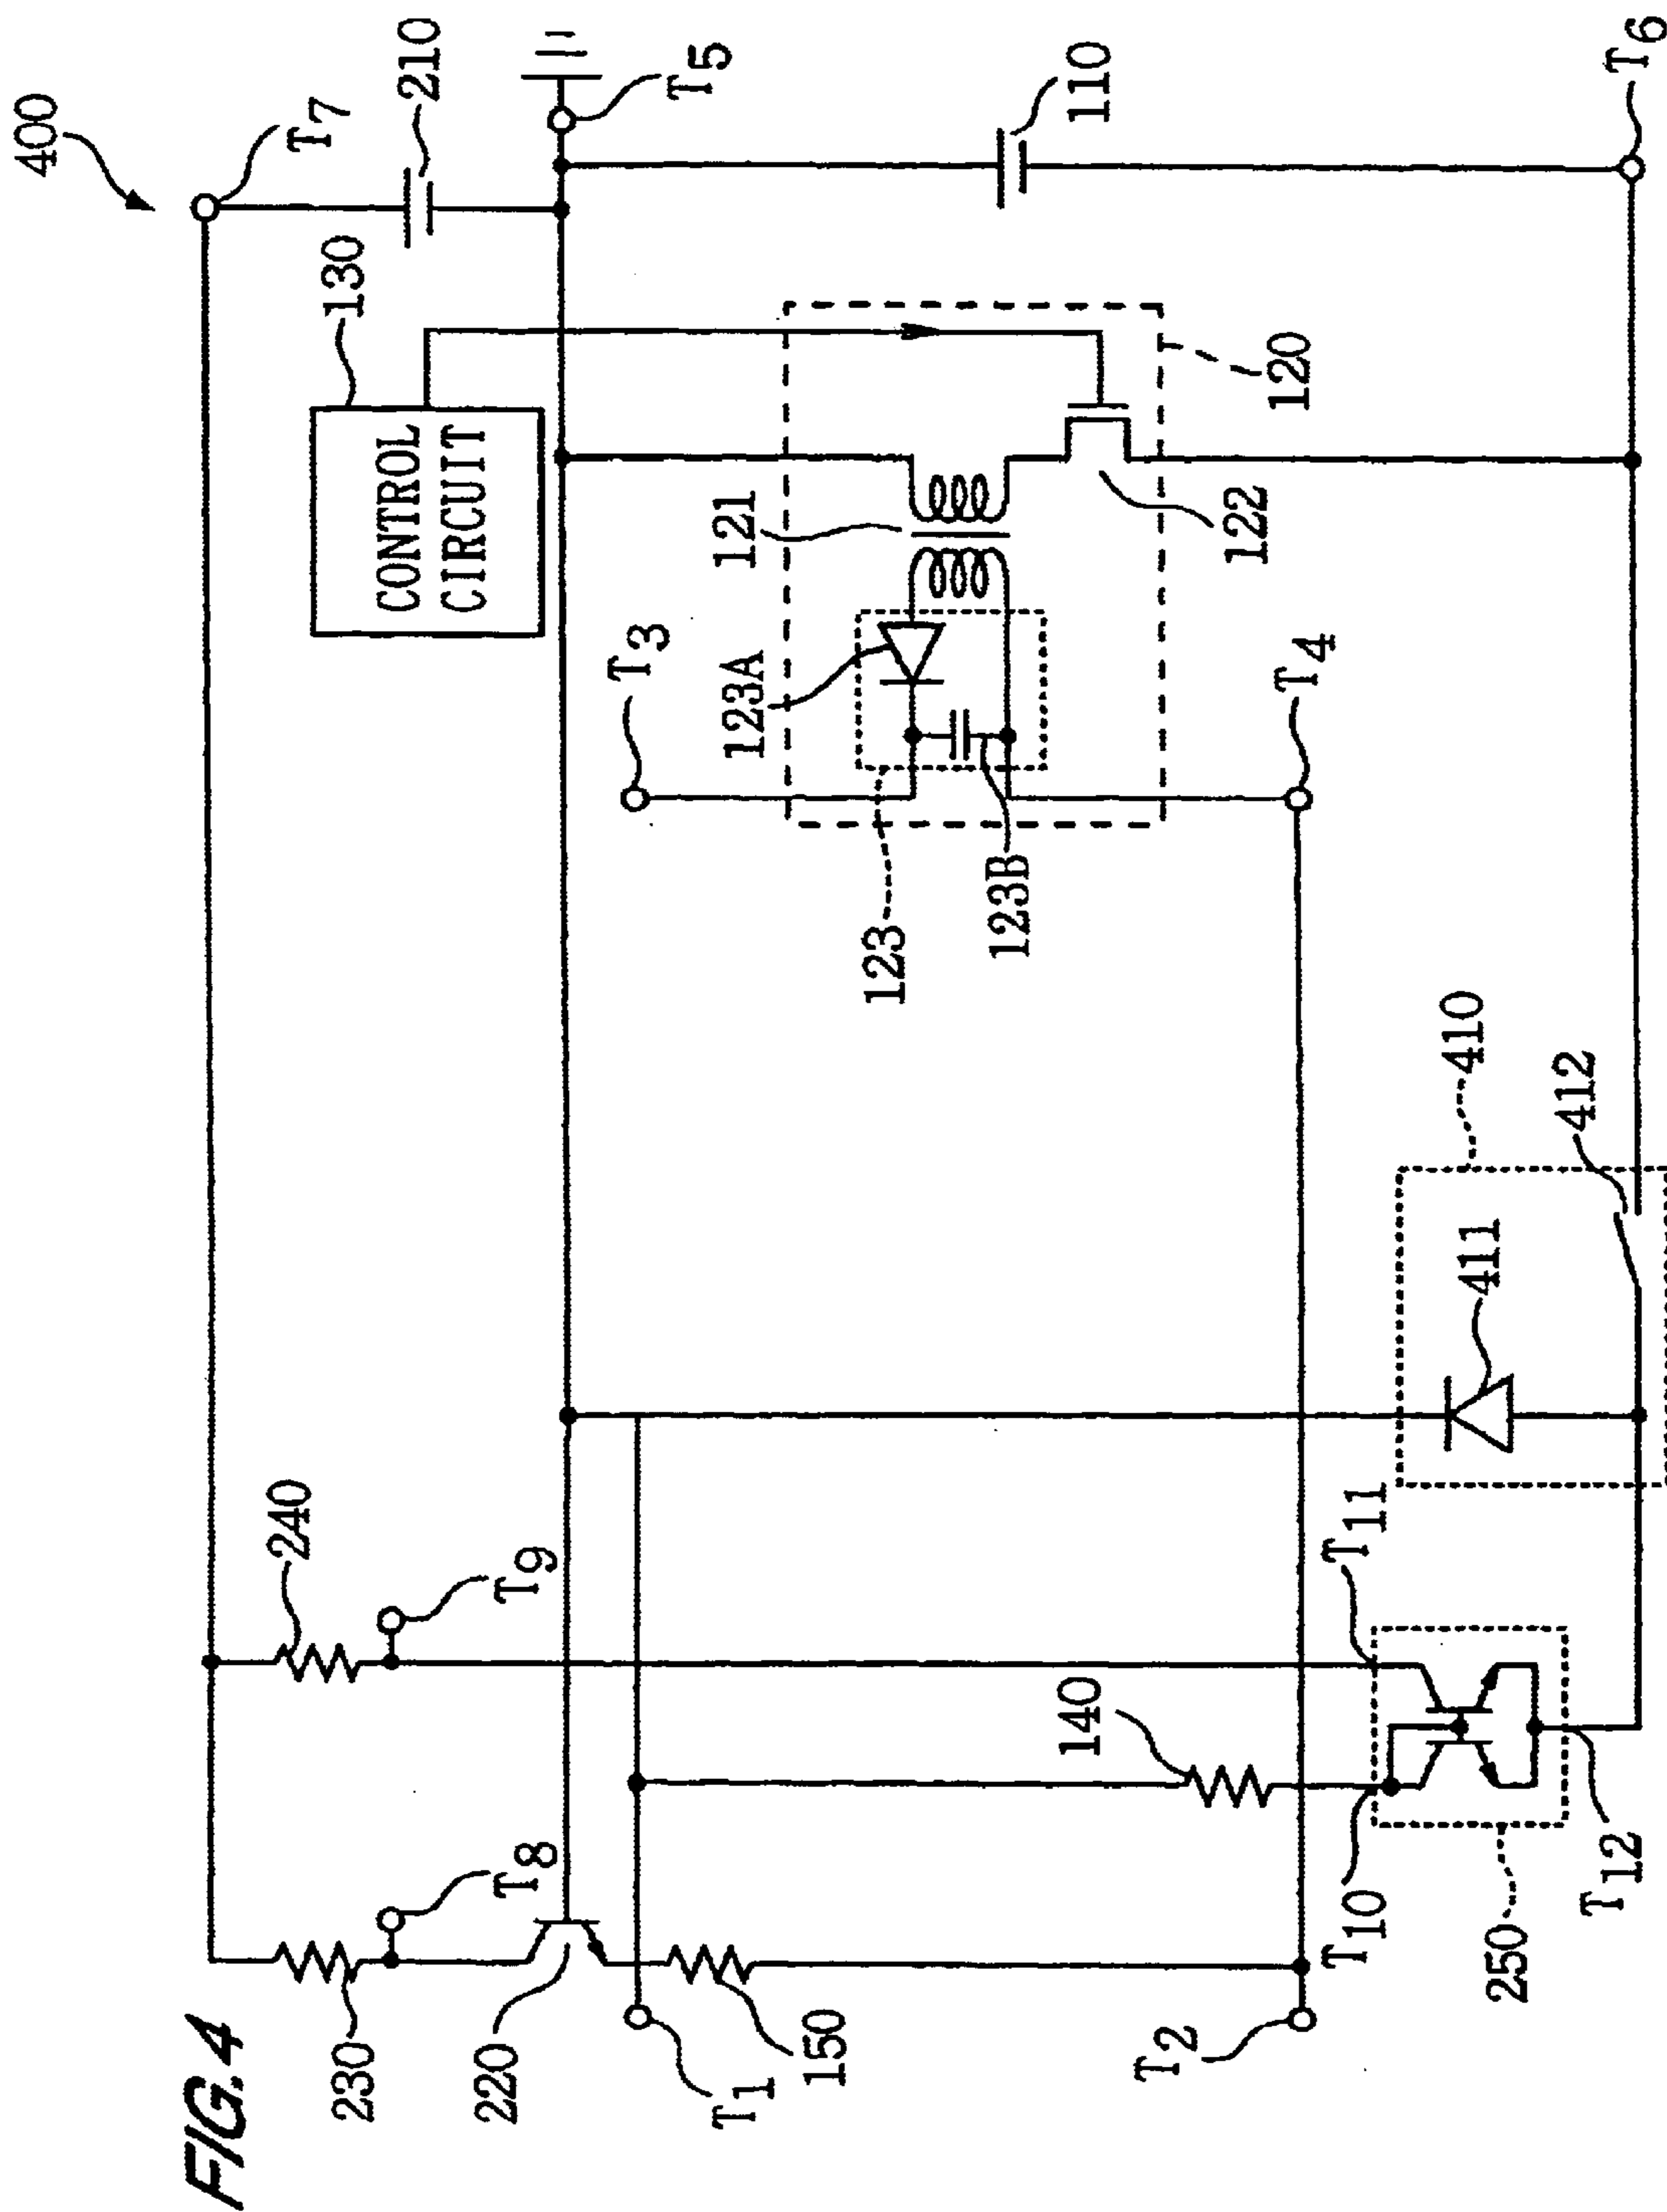 FIG. 4
400
T7
210
T5
130
CONTROL
CIRCUIT
110
T6
120
121
122
T3
123A
123
123B
T4
410
412
411
240
T9
T11
140
T8
230
220
T1
150
T2
T10
250
T12